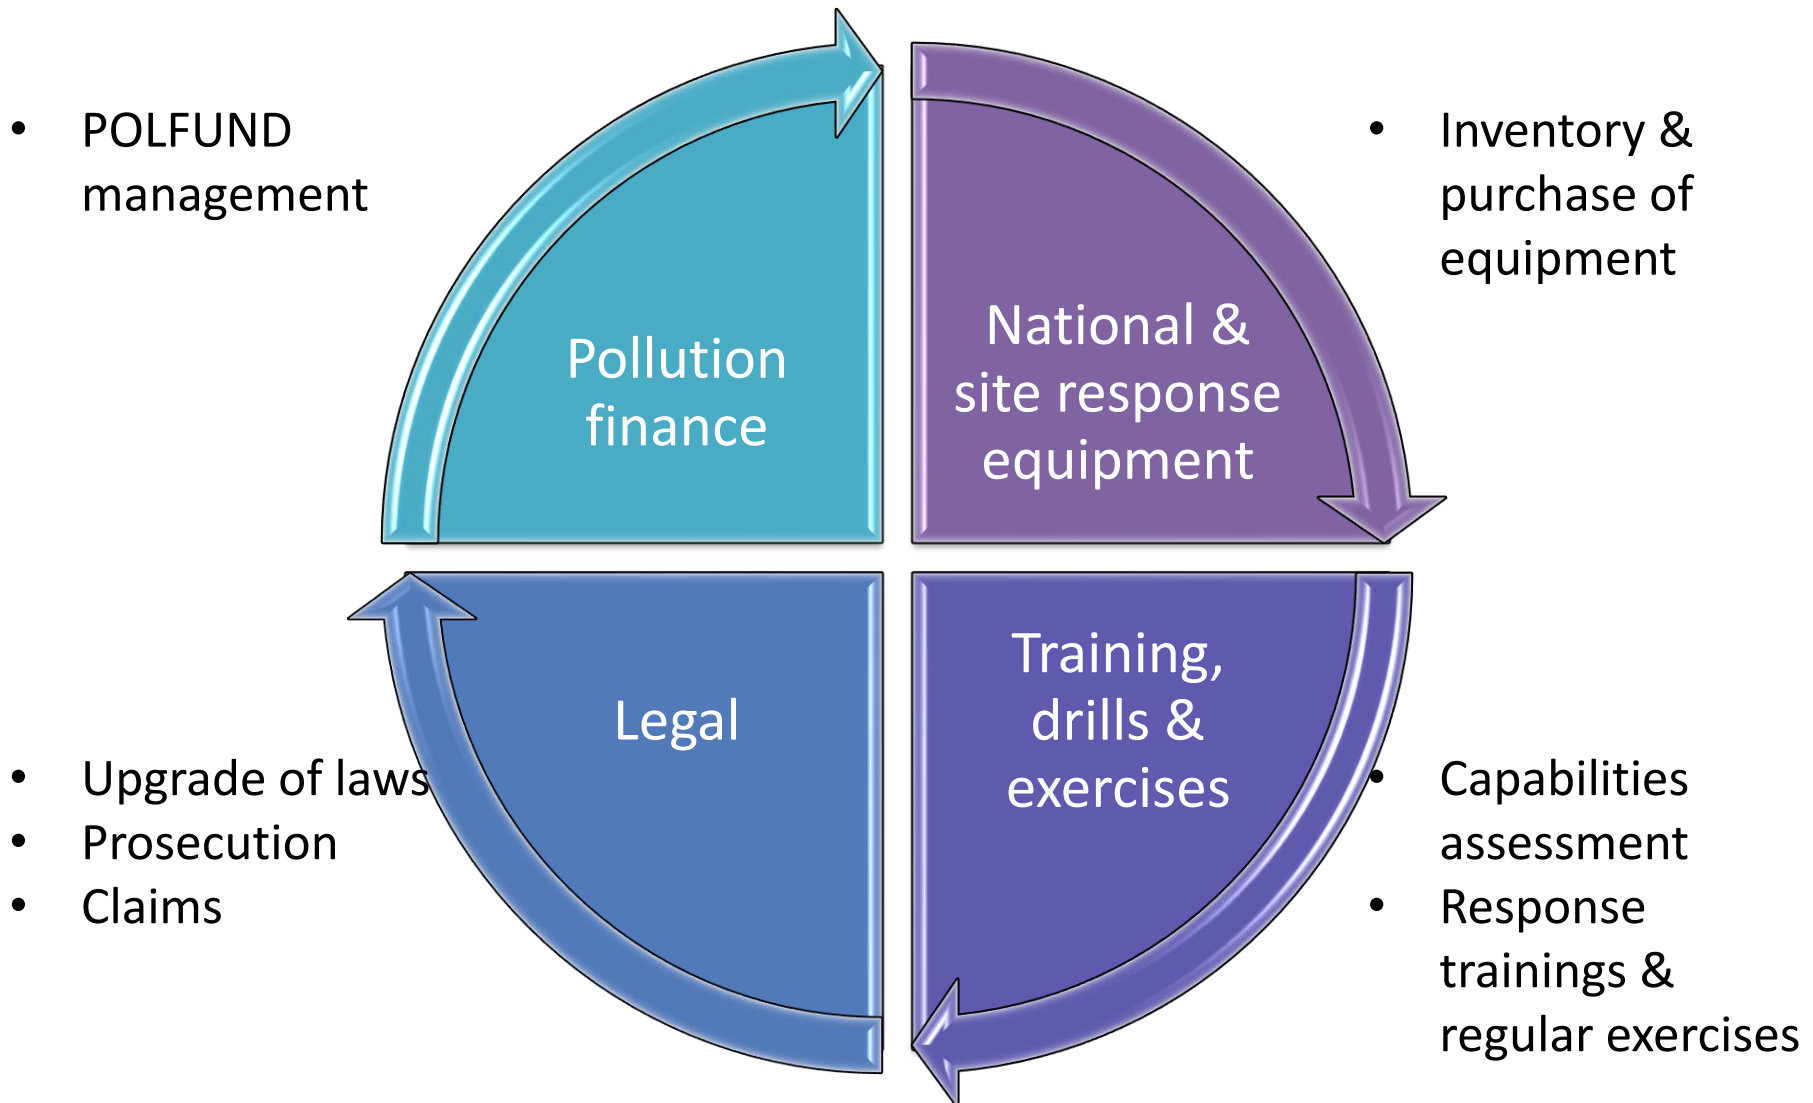 • POLFUND
management
Pollution
finance
National &
site response
equipment
• Inventory &
purchase of
equipment
Legal
• Upgrade of laws
• Prosecution
• Claims
Training,
drills &
exercises
• Capabilities
assessment
• Response
trainings &
regular exercises